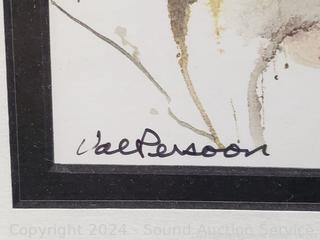 Val Persoon
Copyright 2024 - Sound Auction Service